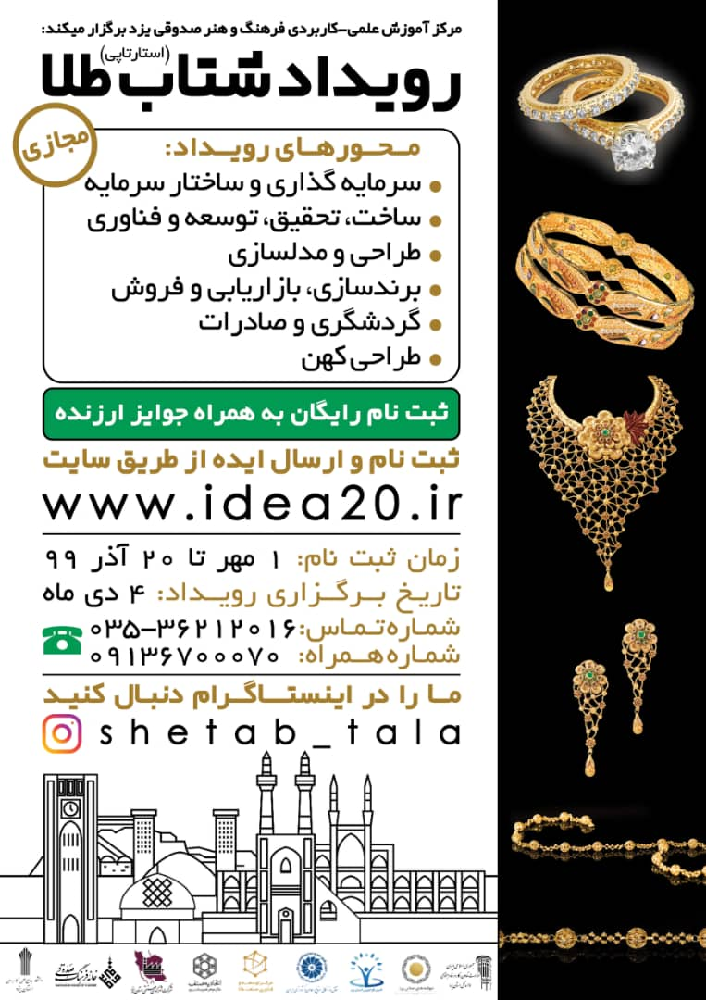 مرکز آموزش علمی-کاربردی فرهنگ و هنر صدوقی یزد برگزار میکند:
رویداد شتاب طلا
(استارتاپی)
مجازی
محورهای رویداد:
سرمایه گذاری و ساختار سرمایه
ساخت، تحقیق، توسعه و فناوری
طراحی و مدلسازی
برندسازی، بازاریابی و فروش
گردشگری و صادرات
طراحی کهن
ثبت نام رایگان به همراه جوایز ارزنده
ثبت نام و ارسال ایده از طریق سایت
www.idea20.ir
زمان ثبت نام: ۱ مهر تا ۲۰ آذر ۹۹
تاریخ برگزاری رویداد: ۴ دی ماه
شماره تماس: ۰۳۵-۳۶۲۱۲۰۱۶
شماره همراه: ۰۹۱۳۶۷۰۰۰۷۰
ما را در اینستاگرام دنبال کنید
shetab_tala